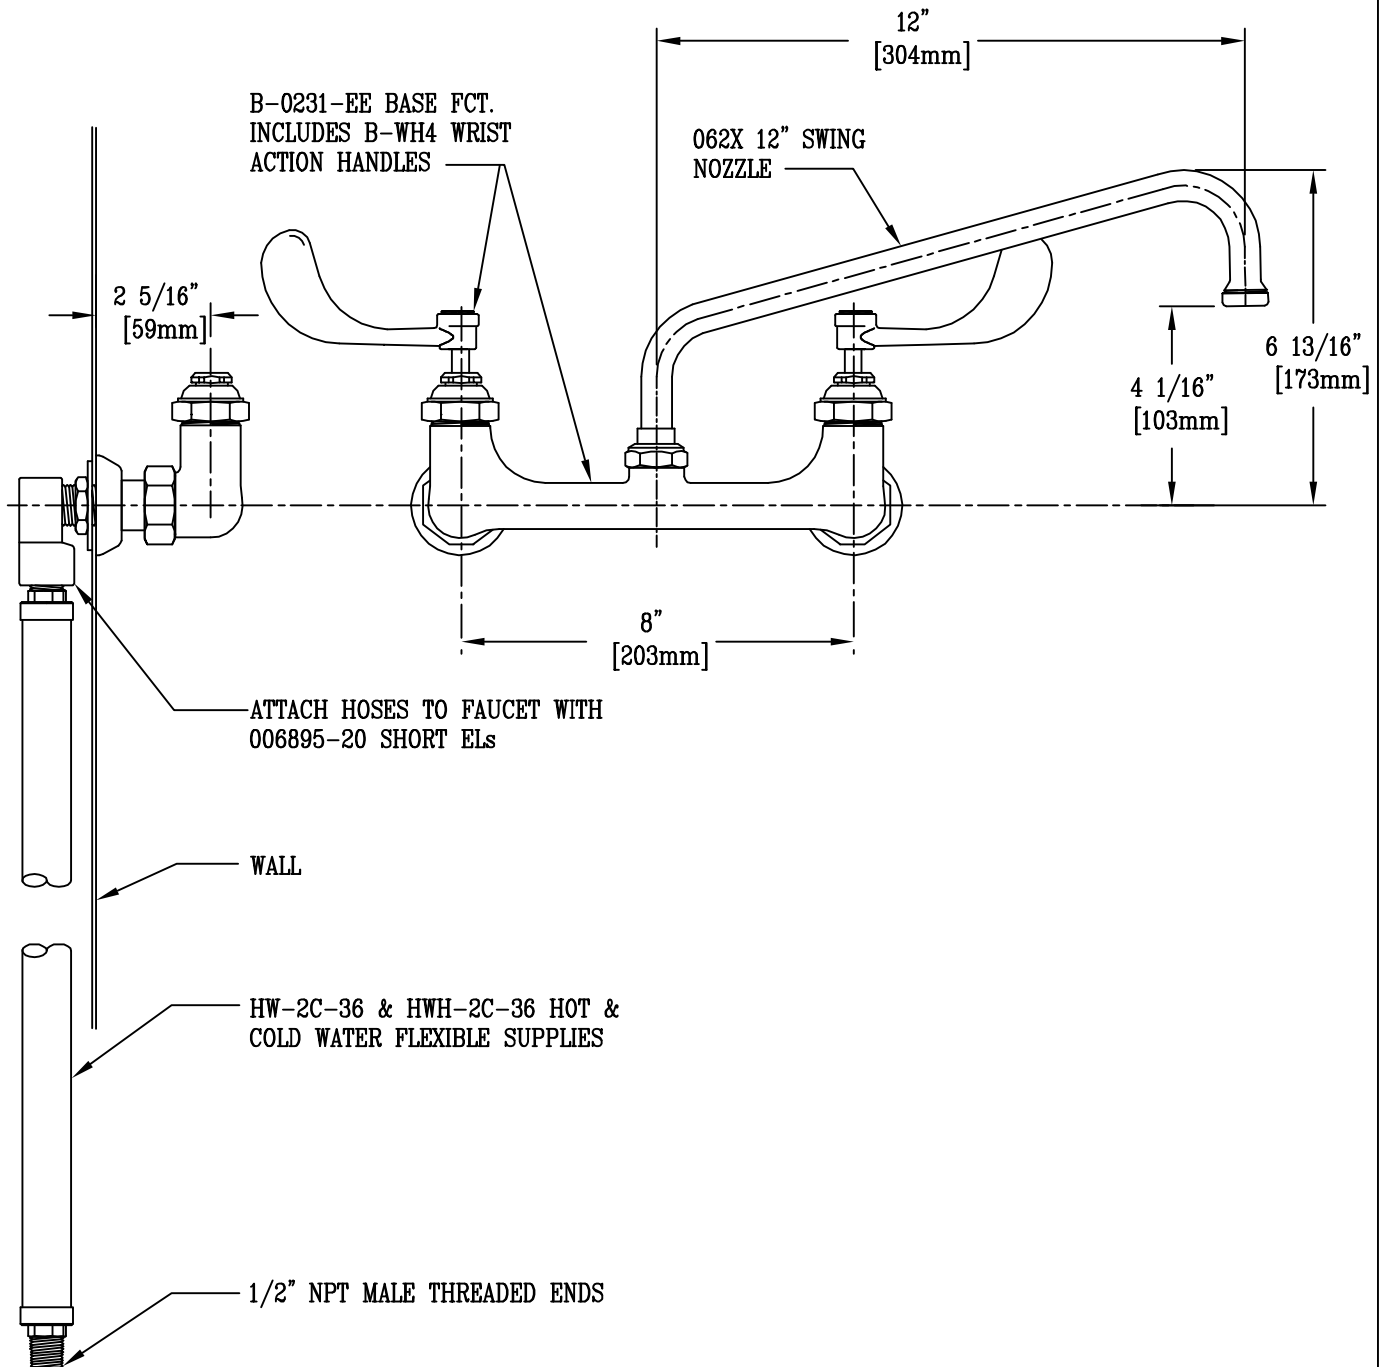 12"
[304mm]
B-0231-EE BASE FCT.
INCLUDES B-WH4 WRIST
ACTION HANDLES
062X 12" SWING
NOZZLE
2 5/16"
[59mm]
6 13/16"
[173mm]
4 1/16"
[103mm]
8"
[203mm]
ATTACH HOSES TO FAUCET WITH
006895-20 SHORT ELs
WALL
HW-2C-36 & HWH-2C-36 HOT &
COLD WATER FLEXIBLE SUPPLIES
1/2" NPT MALE THREADED ENDS